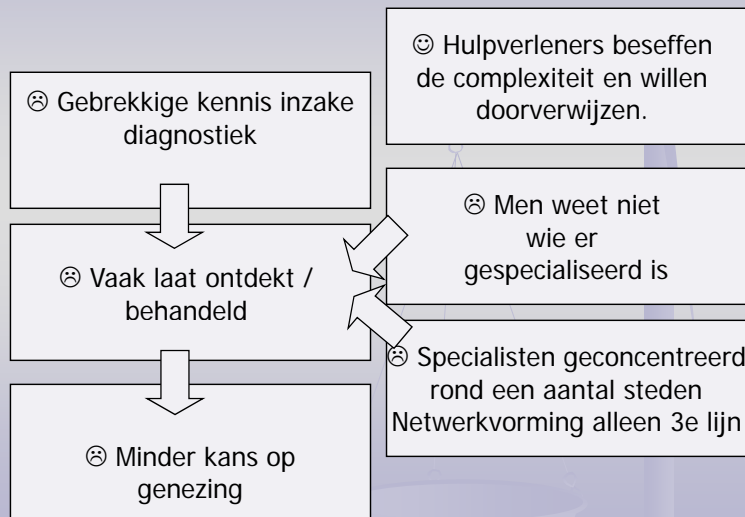 ☹ Gebrekkige kennis inzake
diagnostiek
☹ Vaak laat ontdekt /
behandeld
☹ Minder kans op
genezing
☺ Hulpverleners beseffen
de complexiteit en willen
doorverwijzen.
☹ Men weet niet
wie er
gespecialiseerd is
☹ Specialisten geconcentreerd
rond een aantal steden
Netwerkvorming alleen 3e lijn